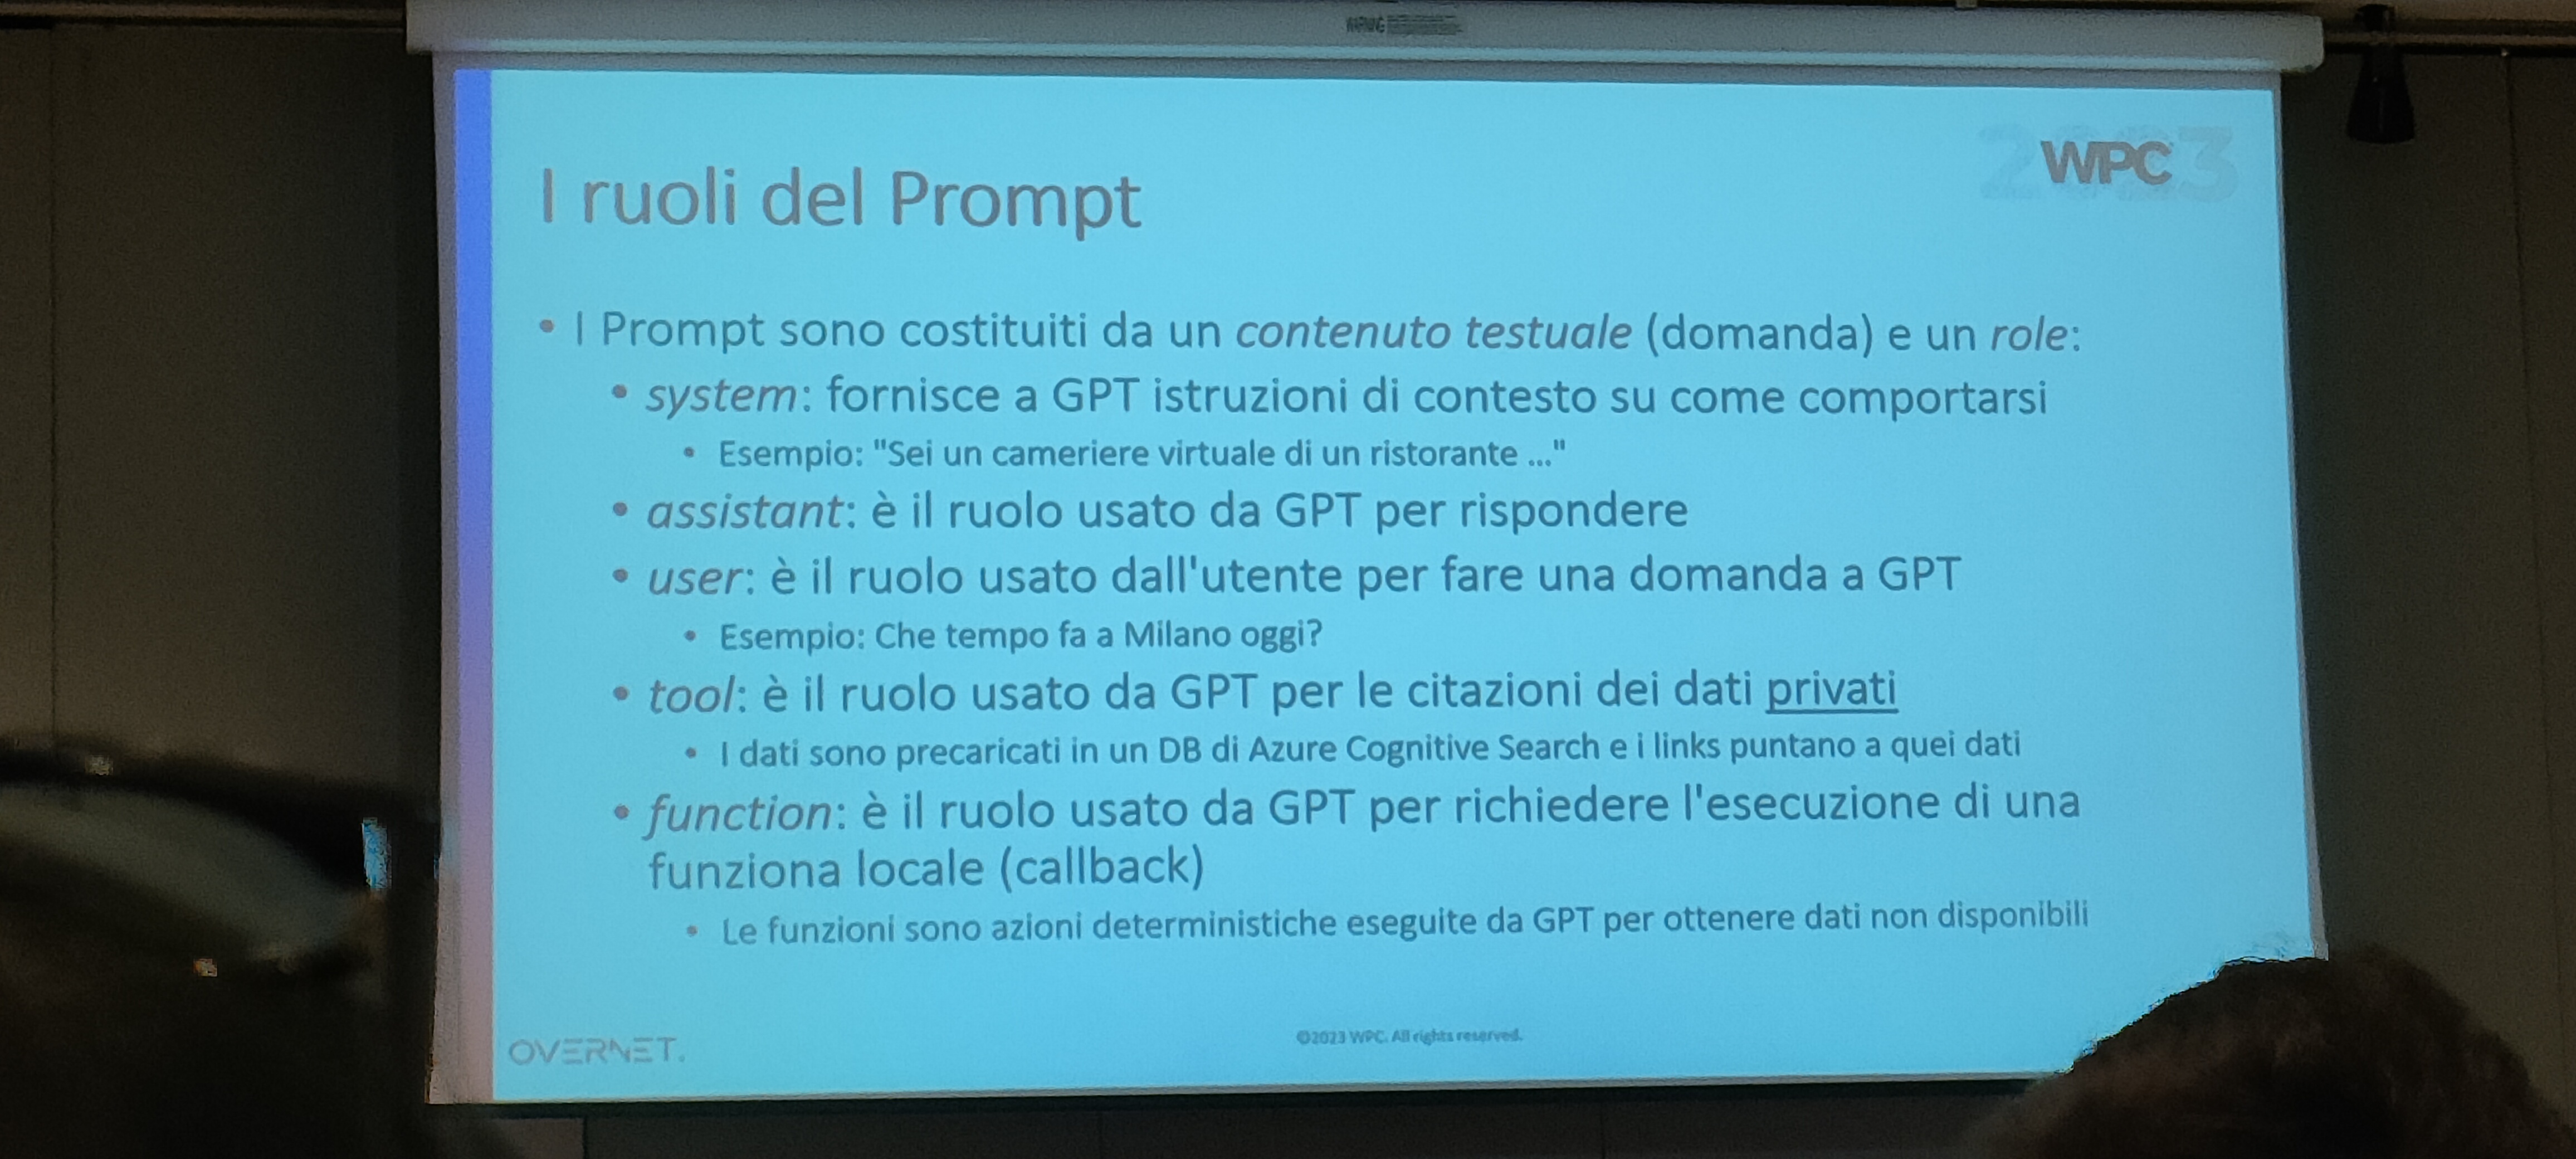 WARNING
2023
WPC
I ruoli del Prompt
• I Prompt sono costituiti da un contenuto testuale (domanda) e un role:
• system: fornisce a GPT istruzioni di contesto su come comportarsi
• Esempio: "Sei un cameriere virtuale di un ristorante ..."
• assistant: è il ruolo usato da GPT per rispondere
• user: è il ruolo usato dall'utente per fare una domanda a GPT
• Esempio: Che tempo fa a Milano oggi?
• tool: è il ruolo usato da GPT per le citazioni dei dati privati
• I dati sono precaricati in un DB di Azure Cognitive Search e i links puntano a quei dati
• function: è il ruolo usato da GPT per richiedere l'esecuzione di una
funziona locale (callback)
• Le funzioni sono azioni deterministiche eseguite da GPT per ottenere dati non disponibili
OVERNET.
©2023 WPC. All rights reserved.